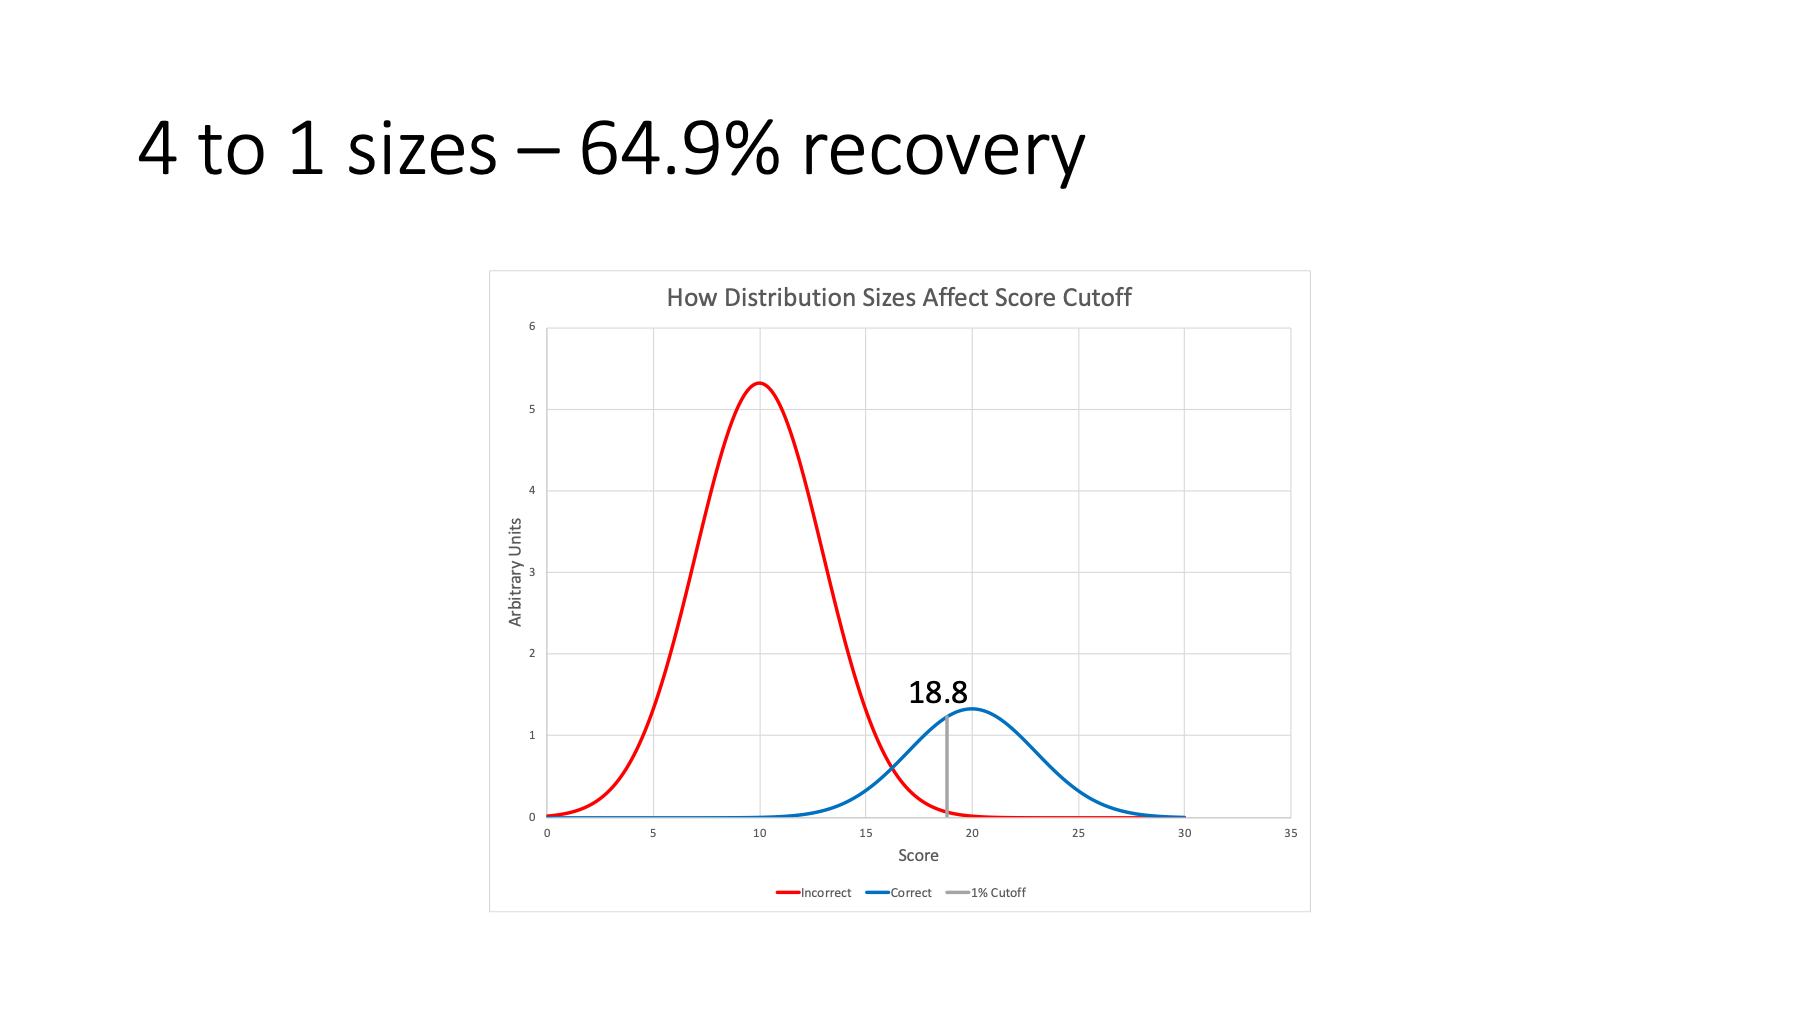 4 to 1 sizes – 64.9% recovery
How Distribution Sizes Affect Score Cutoff
6
5
4
3
2
1
0
Arbitrary Units
18.8
0 5 10 15 20 25 30 35
Score
Incorrect Correct 1% Cutoff